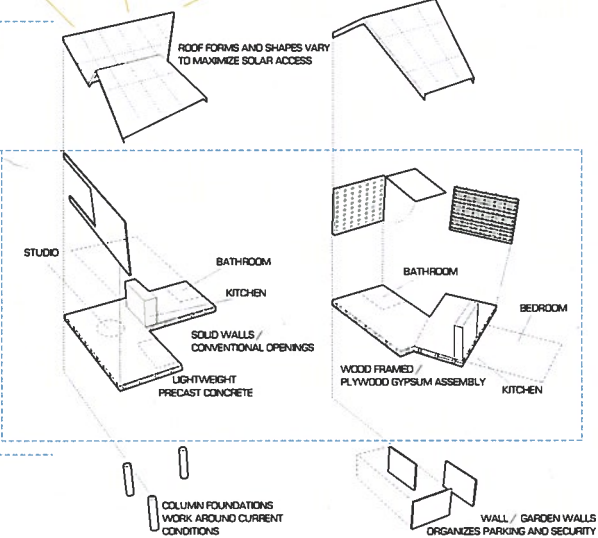 ROOF FORMS AND SHAPES VARY
TO MAXIMIZE SOLAR ACCESS
STUDIO
BATHROOM
KITCHEN
SOLID WALLS /
CONVENTIONAL OPENINGS
LIGHTWEIGHT
PRECAST CONCRETE
BATHROOM
BEDROOM
WOOD FRAMED /
PLYWOOD GYPSUM ASSEMBLY
KITCHEN
COLUMN FOUNDATIONS
WORK AROUND CURRENT
CONDITIONS
WALL / GARDEN WALLS
ORGANIZES PARKING AND SECURITY